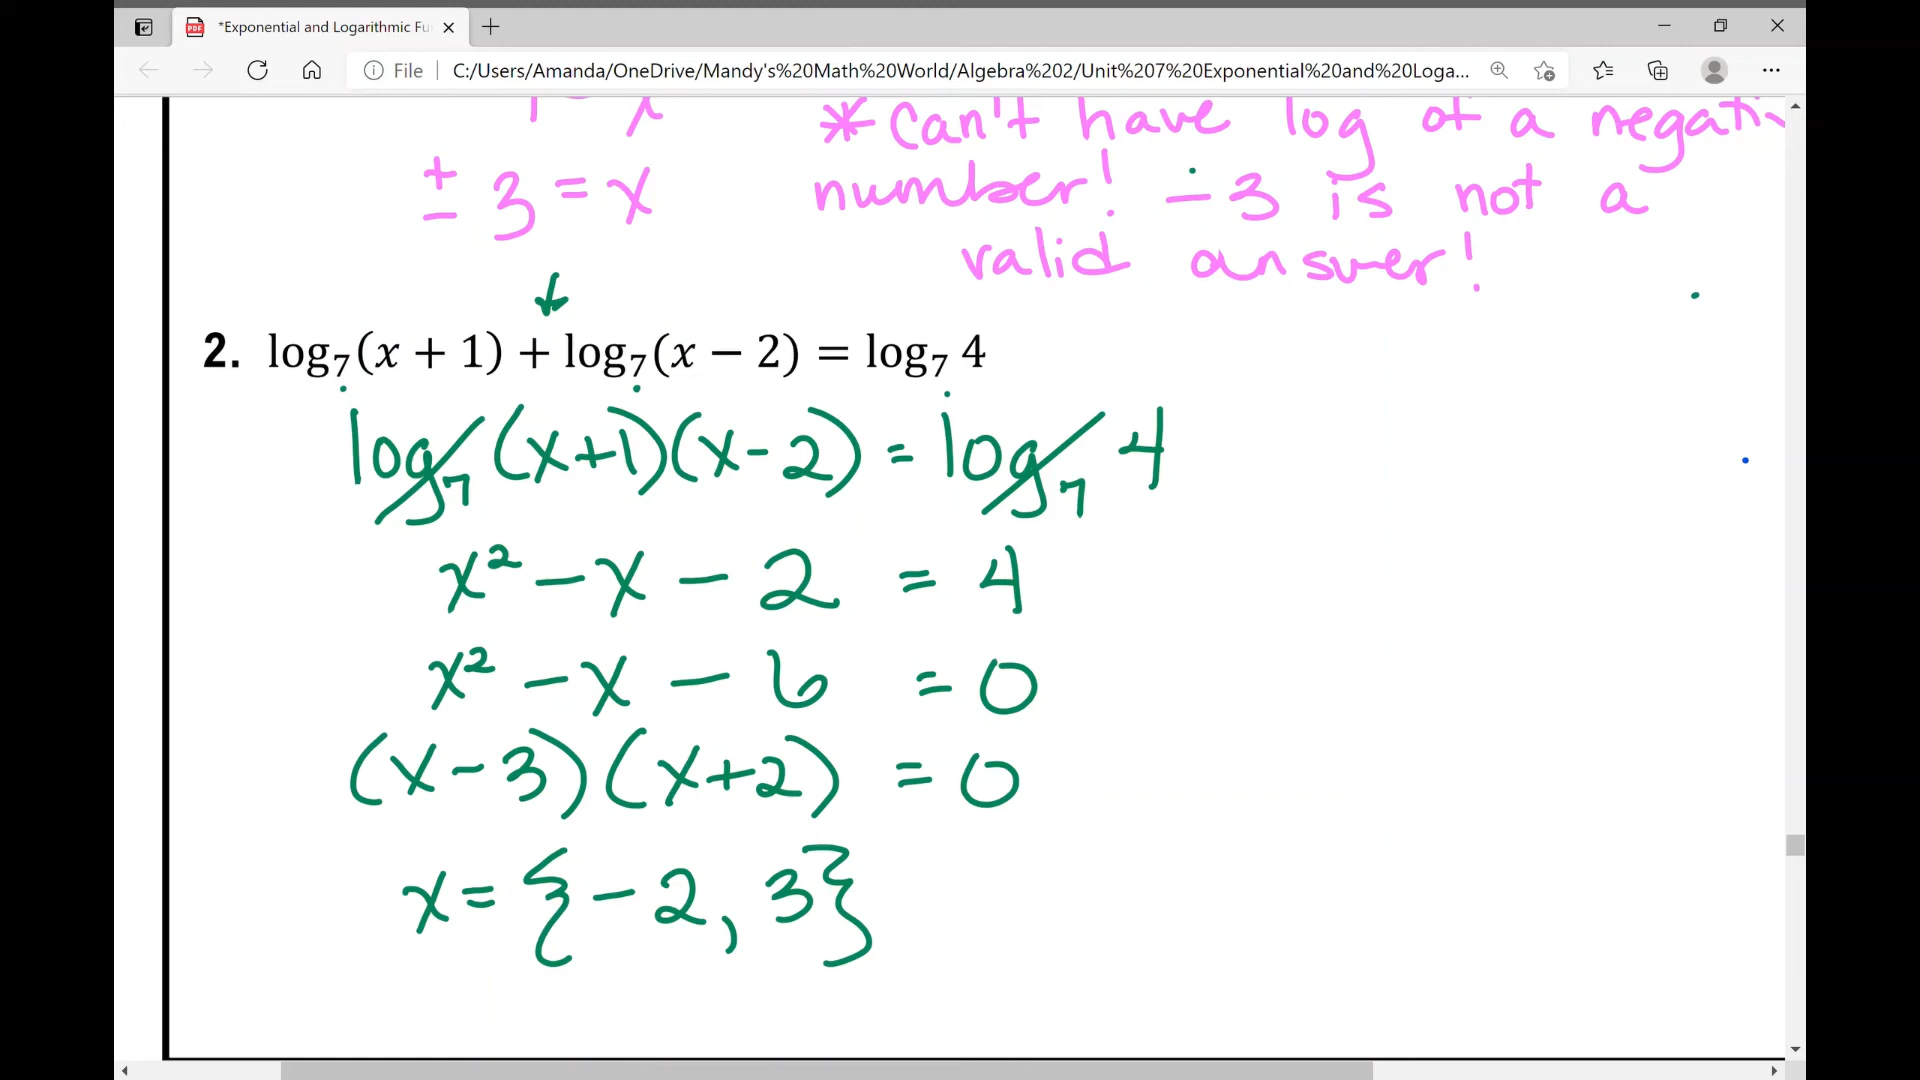 *Exponential and Logarithmic Fu
File
C:/Users/Amanda/OneDrive/Mandy's%20Math%20World/Algebra%202/Unit%207%20Exponential%20and%20Loga...
*Can't have log of a negativ
± 3 = x number! -3 is not a
valid answer!
2. log₇(x + 1) + log₇(x − 2) = log₇ 4
log₇ (x+1)(x-2) = log₇ 4
x² - x - 2 = 4
x² - x - 6 = 0
(x-3)(x+2) = 0
x = {-2, 3}